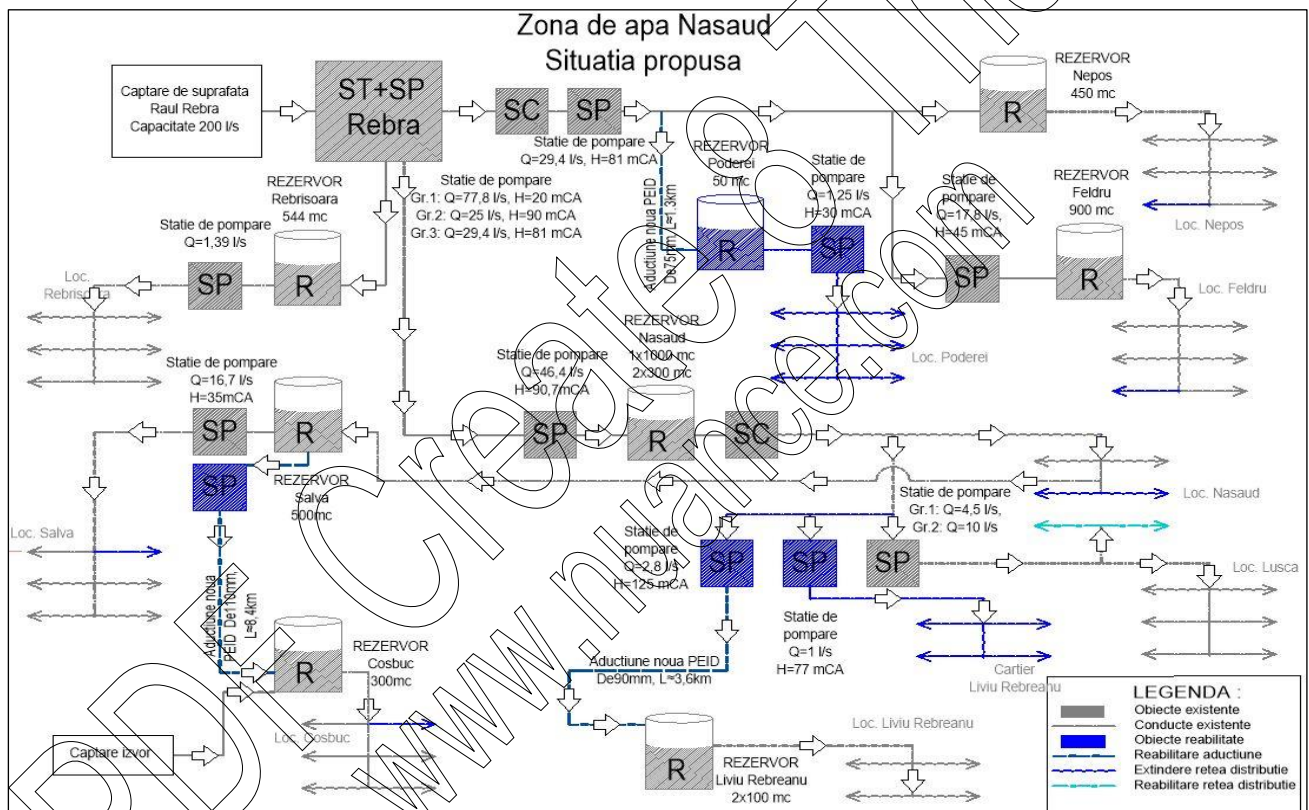 Zona de apa Nasaud
Situatia propusa
Captare de suprafata
Raul Rebra
Capacitate 200 l/s
ST+SP
Rebra
SC
SP
Statie de pompare
Q=29,4 l/s, H=81 mCA
REZERVOR
Nepos
450 mc
R
Loc. Nepos
Statie de pompare
Gr.1: Q=77,8 l/s, H=20 mCA
Gr.2: Q=25 l/s, H=90 mCA
Gr.3: Q=29,4 l/s, H=81 mCA
Aductiune noua PEID
De75mm, L≈1.3km
REZERVOR
Poderei
50 mc
R
Statie de
pompare
Q=1,25 l/s
H=30 mCA
SP
Loc. Poderei
Statie de
pompare
Q=17,8 l/s,
H=45 mCA
SP
REZERVOR
Feldru
900 mc
R
Loc. Feldru
REZERVOR
Rebrisoara
544 mc
R
Statie de pompare
Q=1,39 l/s
SP
Loc.
Rebrisoara
Statie de pompare
Q=16,7 l/s
H=35mCA
SP
R
REZERVOR
Salva
500mc
SP
Loc. Salva
Statie de pompare
Q=46,4 l/s
H=90,7mCA
SP
REZERVOR
Nasaud
1x1000 mc
2x300 mc
R
SC
Loc. Nasaud
Statie de pompare
Gr.1: Q=4,5 l/s,
Gr.2: Q=10 l/s
SP
Loc. Lusca
Statie de
pompare
Q=2,8 l/s
H=125 mCA
SP
SP
Statie de
pompare
Q=1 l/s
H=77 mCA
Cartier
Liviu Rebreanu
Aductiune noua
PEID De110mm,
L≈8,4km
REZERVOR
Cosbuc
300mc
R
Loc. Cosbuc
Captare izvor
Aductiune noua PEID
De90mm, L≈3,6km
R
REZERVOR
Liviu Rebreanu
2x100 mc
Loc. Liviu Rebreanu
LEGENDA :
Obiecte existente
Conducte existente
Obiecte reabilitate
Reabilitare aductiune
Extindere retea distributie
Reabilitare retea distributie
PDF Create 8 Tri
www.nuance.com